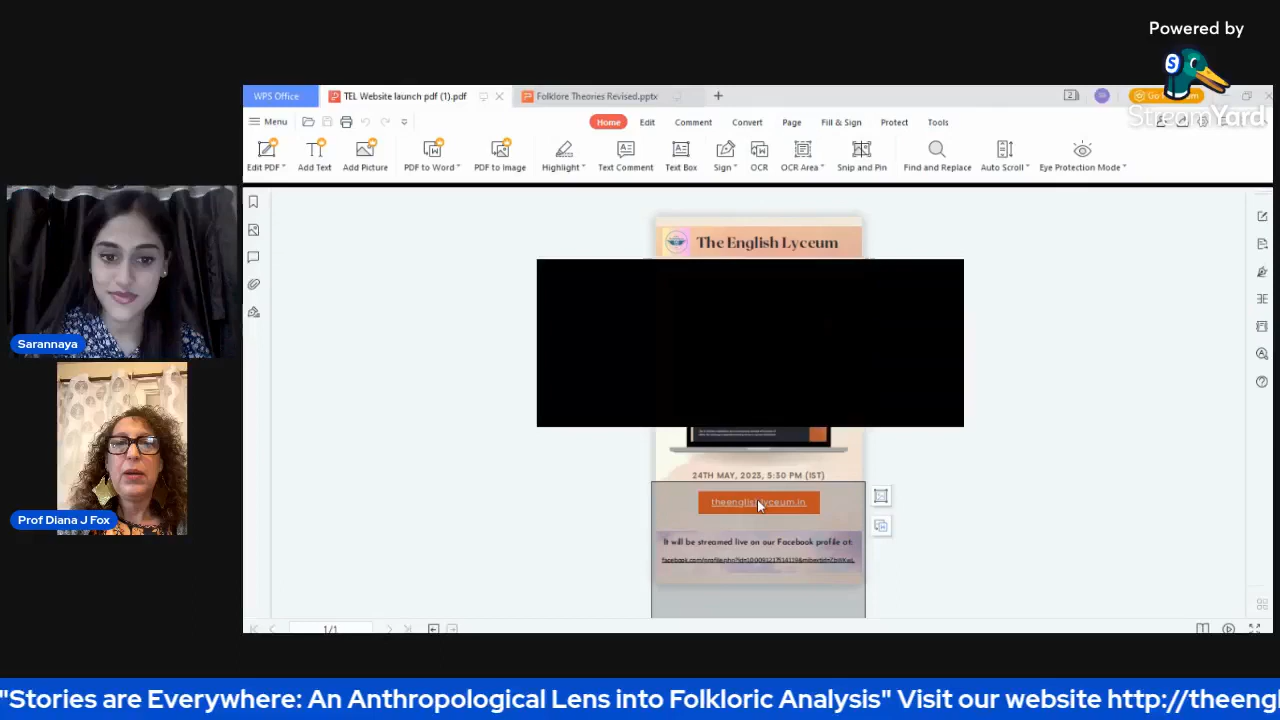 Powered by
StreamYard
WPS Office
TEL Website launch pdf (1).pdf
Folklore Theories Revised.pptx
Menu
Home
Edit
Comment
Convert
Page
Fill & Sign
Protect
Tools
Edit PDF
Add Text
Add Picture
PDF to Word
PDF to Image
Highlight
Text Comment
Text Box
Sign
OCR
OCR Area
Snip and Pin
Find and Replace
Auto Scroll
Eye Protection Mode
The English Lyceum
24TH MAY, 2023, 5:30 PM (IST)
theenglishlyceum.in
It will be streamed live on our Facebook profile at:
Sarannaya
Prof Diana J Fox
1/1
"Stories are Everywhere: An Anthropological Lens into Folkloric Analysis" Visit our website http://theengl